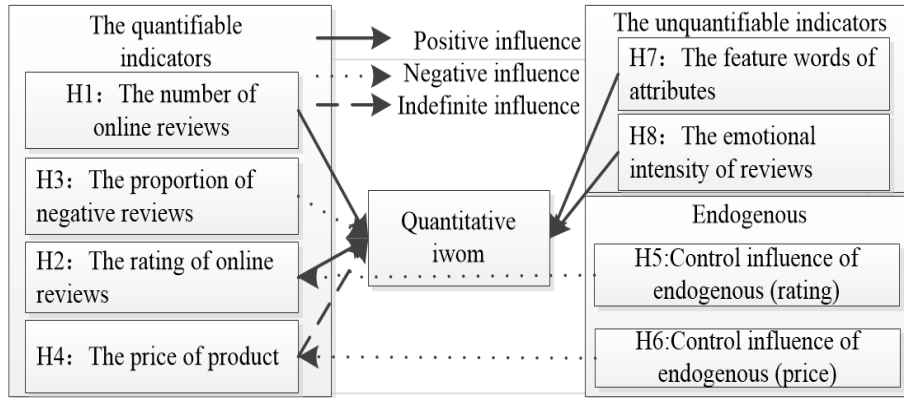 The quantifiable
indicators
H1：The number of
online reviews
H3：The proportion of
negative reviews
H2：The rating of online
reviews
H4：The price of product
Positive influence
Negative influence
Indefinite influence
Quantitative
iwom
The unquantifiable indicators
H7：The feature words of
attributes
H8：The emotional
intensity of reviews
Endogenous
H5:Control influence of
endogenous (rating)
H6:Control influence of
endogenous (price)